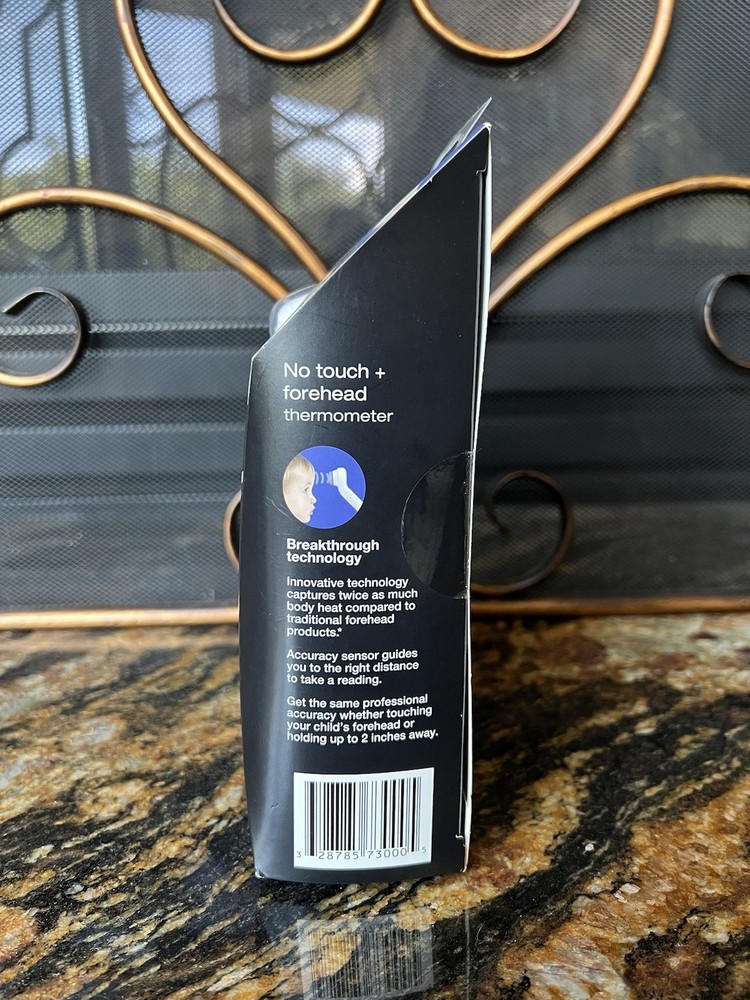 No touch +
forehead
thermometer
Breakthrough
technology
Innovative technology
captures twice as much
body heat compared to
traditional forehead
products.*
Accuracy sensor guides
you to the right distance
to take a reading.
Get the same professional
accuracy whether touching
your child's forehead or
holding up to 2 inches away.
3 28785 73000 5